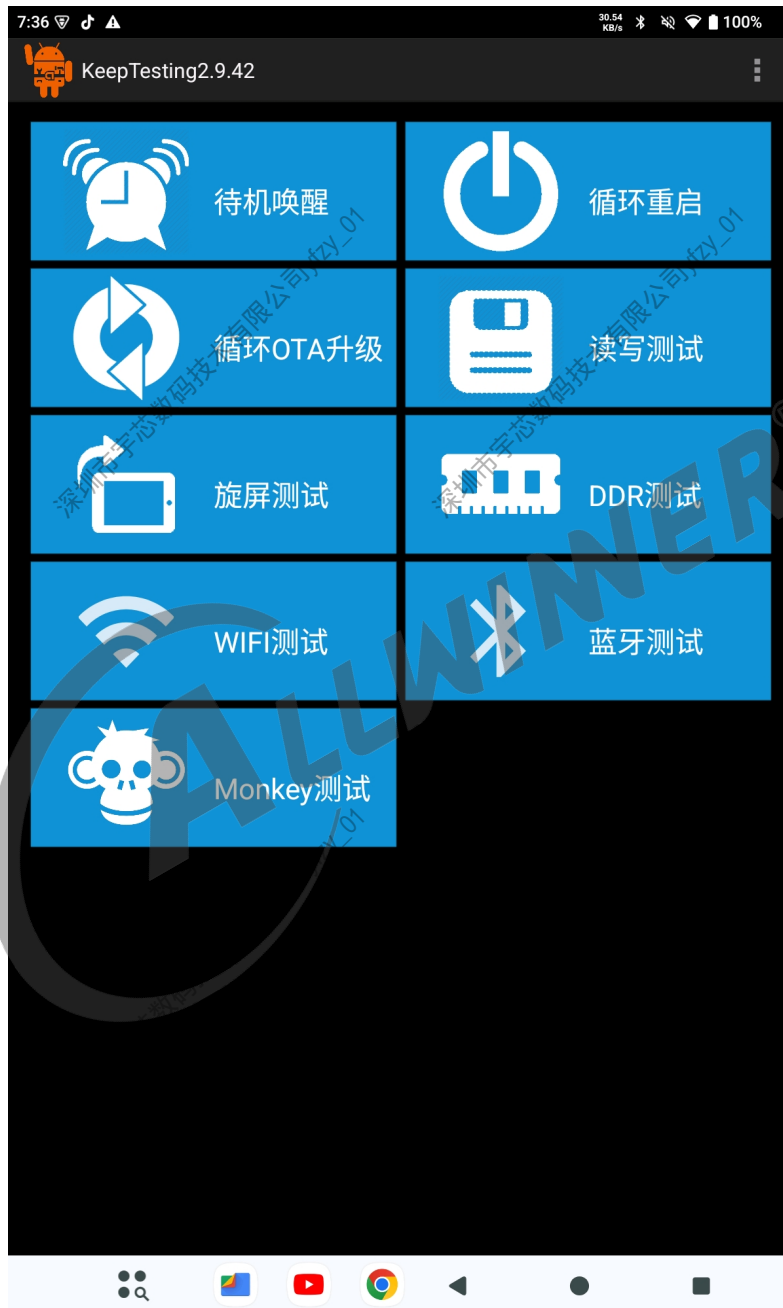 7:36
30.54
KB/s
100%
KeepTesting2.9.42
待机唤醒
循环重启
循环OTA升级
读写测试
旋屏测试
DDR测试
WIFI测试
蓝牙测试
Monkey测试
深圳市宇芯数码技术有限公司jfzy_01
深圳市宇芯数码技术有限公司jfzy_01
ALLWINNER